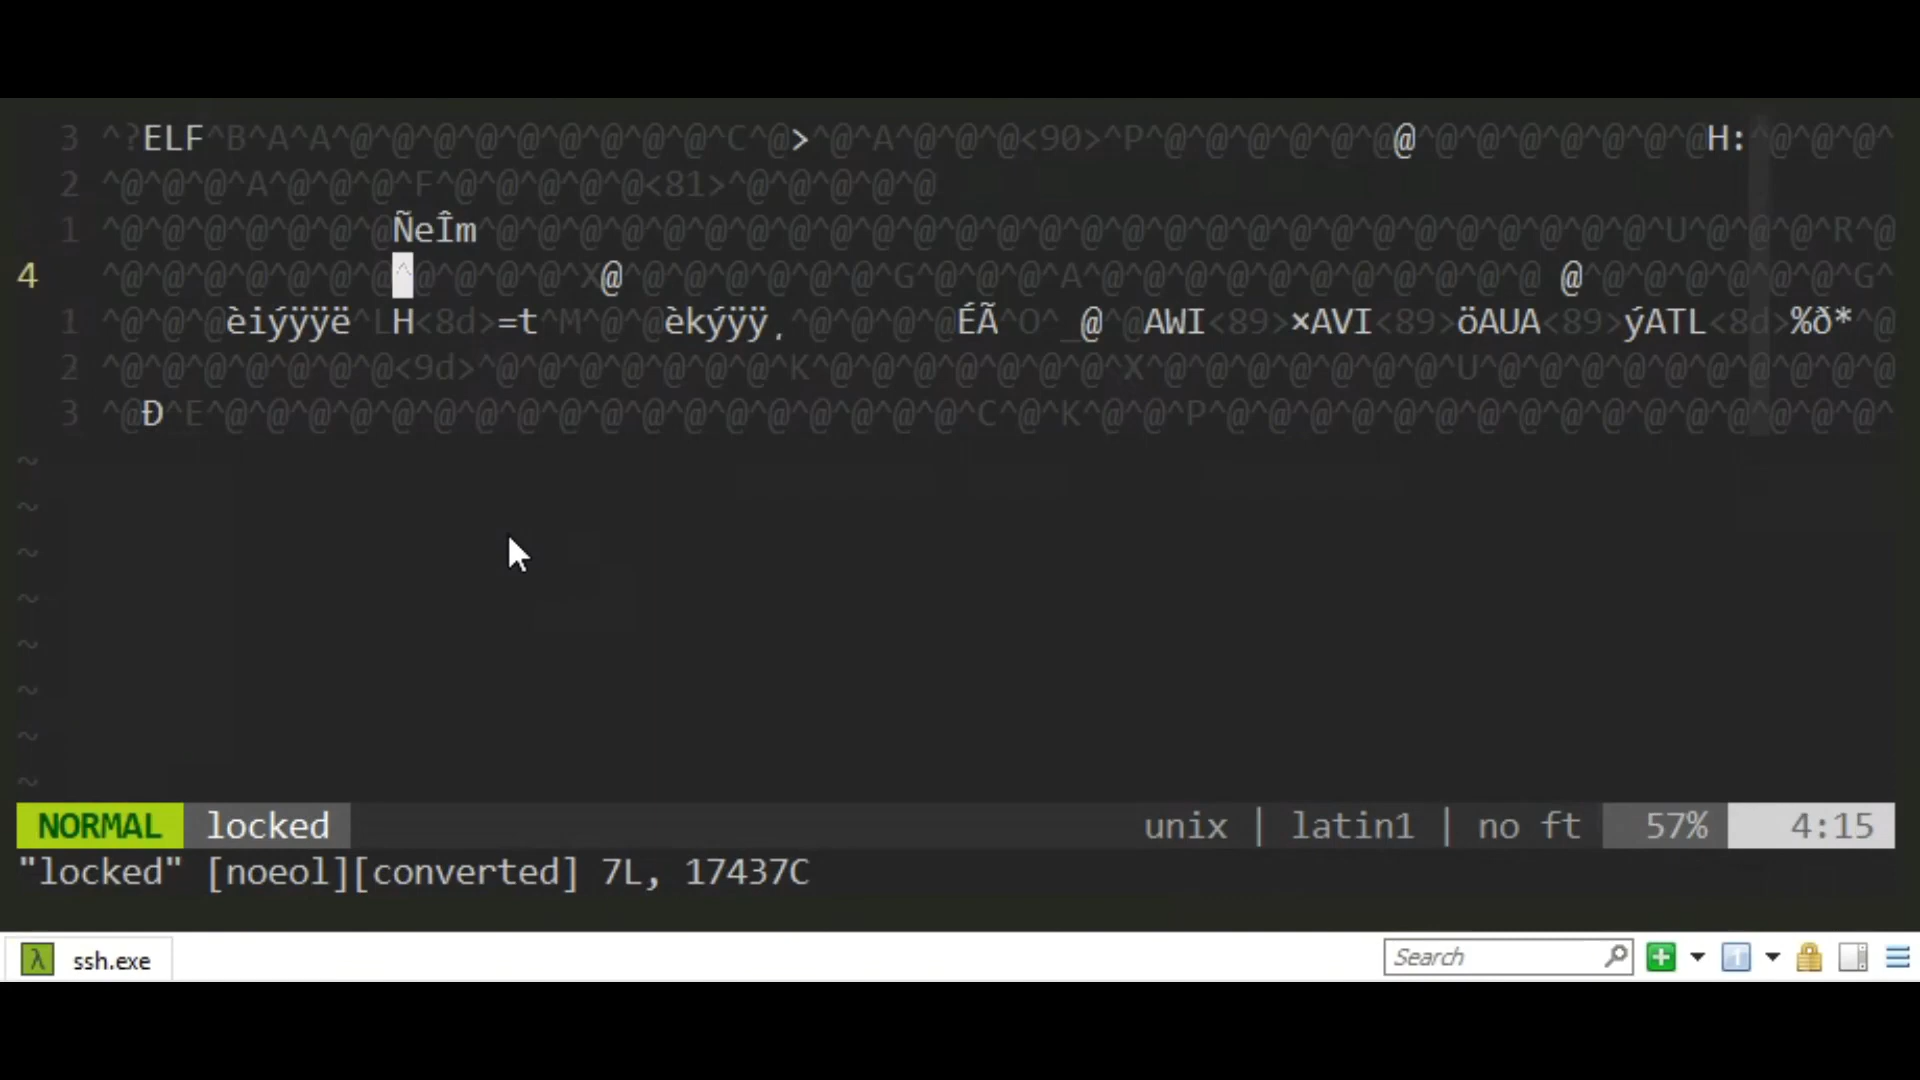 3 ^?ELF^B^A^A^@^@^@^@^@^@^@^@^@^C^@>^@^A^@^@^@<90>^P^@^@^@^@^@^@@^@^@^@^@^@^@^@H:^@^@^@^
2 ^@^@^@^A^@^@^@^F^@^@^@^@^@<81>^@^@^@^@^@
1 ^@^@^@^@^@^@^@ÑeÎm^@^@^@^@^@^@^@^@^@^@^@^@^@^@^@^@^@^@^@^@^@^@^@^@^@^@^@^@^U^@^@^@^R^@
4 ^@^@^@^@^@^@^@^@^@^@^@^X@^@^@^@^@^@^@^G^@^@^@^A^@^@^@^@^@^@^@^@^@^@^@ @^@^@^@^@^@^@^G^
1 ^@^@^@èiýÿÿë^LH<8d>=t^M^@^@èkýÿÿ¸^@^@^@^@ÉÃ^O^_@^@AWI<89>×AVI<89>öAUA<89>ýATL<8d>%ð*^@
2 ^@^@^@^@^@^@^@<9d>^@^@^@^@^@^@^@^K^@^@^@^@^@^@^@^X^@^@^@^@^@^@^@^U^@^@^@^@^@^@^@^@^@^@
3 ^@Ð^E^@^@^@^@^@^@^@^@^@^@^@^@^@^@^@^@^@^@^C^@^K^@^@^P^@^@^@^@^@^@^@^@^@^@^@^@^@^@^@^@^
~
~
~
~
~
~
~
~
NORMAL locked unix | latin1 | no ft 57% 4:15
"locked" [noeol][converted] 7L, 17437C
λ ssh.exe Search